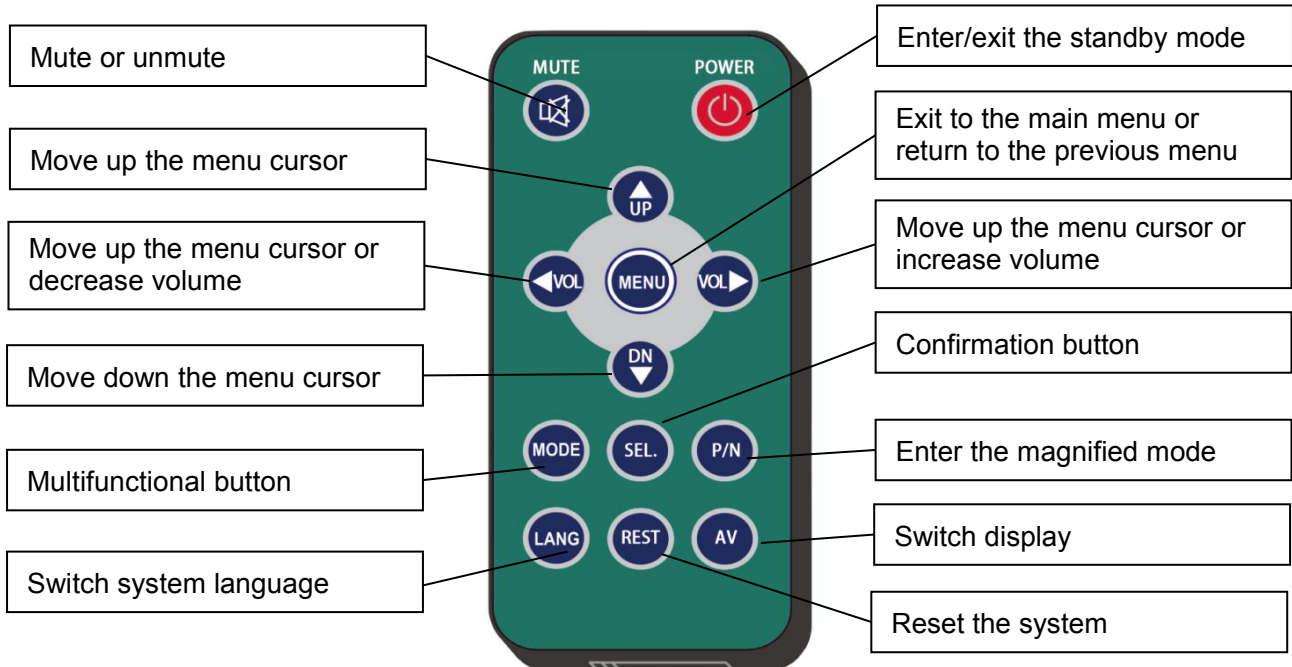 Mute or unmute
Enter/exit the standby mode
MUTE
POWER
Exit to the main menu or
return to the previous menu
Move up the menu cursor
UP
Move up the menu cursor or
decrease volume
VOL
MENU
VOL
Move up the menu cursor or
increase volume
DN
Move down the menu cursor
Confirmation button
MODE
SEL.
P/N
Multifunctional button
Enter the magnified mode
LANG
REST
AV
Switch display
Switch system language
Reset the system